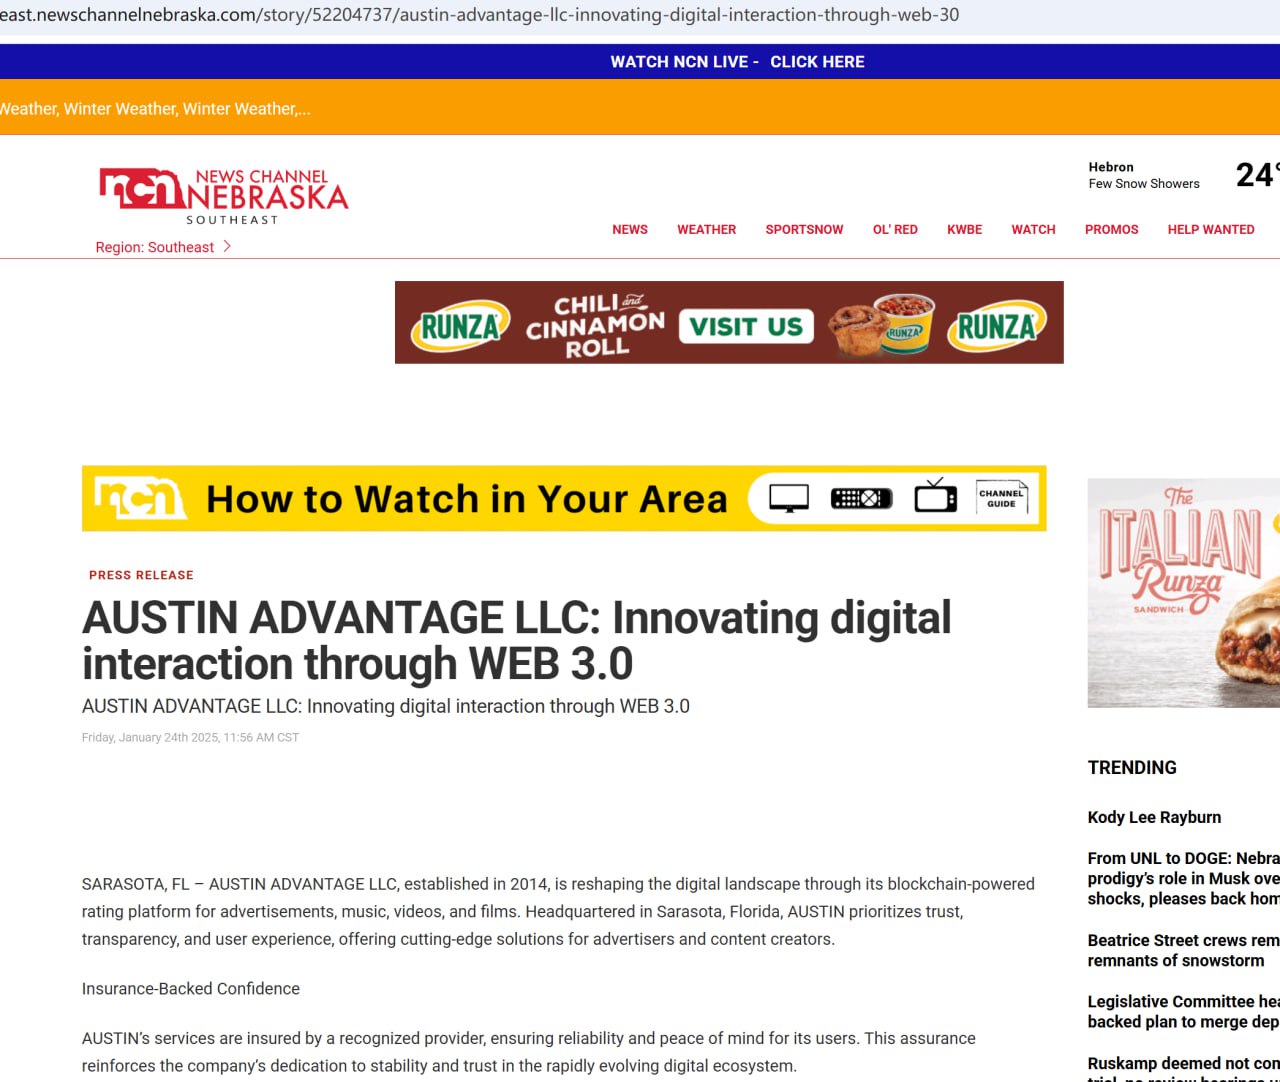 east.newschannelnebraska.com/story/52204737/austin-advantage-llc-innovating-digital-interaction-through-web-30
WATCH NCN LIVE - CLICK HERE
Weather, Winter Weather, Winter Weather,...
ncn NEWS CHANNEL
NEBRASKA
SOUTHEAST
Region: Southeast
Hebron
Few Snow Showers
24°
NEWS WEATHER SPORTSNOW OL' RED KWBE WATCH PROMOS HELP WANTED
RUNZA
CHILI and
CINNAMON
ROLL
VISIT US
RUNZA
RUNZA
ncn How to Watch in Your Area
CHANNEL
GUIDE
The
ITALIAN
Runza
SANDWICH
PRESS RELEASE
AUSTIN ADVANTAGE LLC: Innovating digital
interaction through WEB 3.0
AUSTIN ADVANTAGE LLC: Innovating digital interaction through WEB 3.0
Friday, January 24th 2025, 11:56 AM CST
SARASOTA, FL – AUSTIN ADVANTAGE LLC, established in 2014, is reshaping the digital landscape through its blockchain-powered
rating platform for advertisements, music, videos, and films. Headquartered in Sarasota, Florida, AUSTIN prioritizes trust,
transparency, and user experience, offering cutting-edge solutions for advertisers and content creators.
Insurance-Backed Confidence
AUSTIN’s services are insured by a recognized provider, ensuring reliability and peace of mind for its users. This assurance
reinforces the company’s dedication to stability and trust in the rapidly evolving digital ecosystem.
TRENDING
Kody Lee Rayburn
From UNL to DOGE: Nebra
prodigy’s role in Musk ove
shocks, pleases back hom
Beatrice Street crews rem
remnants of snowstorm
Legislative Committee hea
backed plan to merge dep
Ruskamp deemed not con